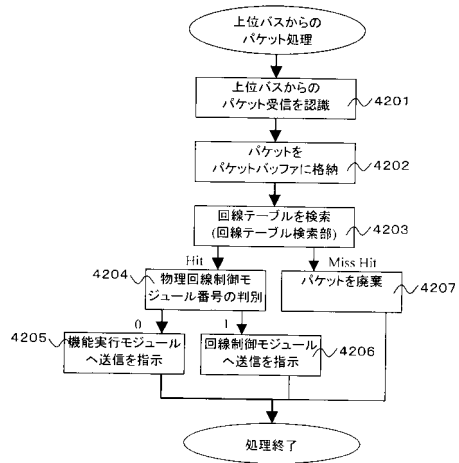 上位バスからの
パケット処理
上位バスからの
パケット受信を認識
4201
パケットを
パケットバッファに格納
4202
回線テーブルを検索
(回線テーブル検索部)
4203
Hit
Miss Hit
4204
物理回線制御モ
ジュール番号の判別
パケットを廃棄
4207
0
1
4205
機能実行モジュール
へ送信を指示
回線制御モジュール
へ送信を指示
4206
処理終了